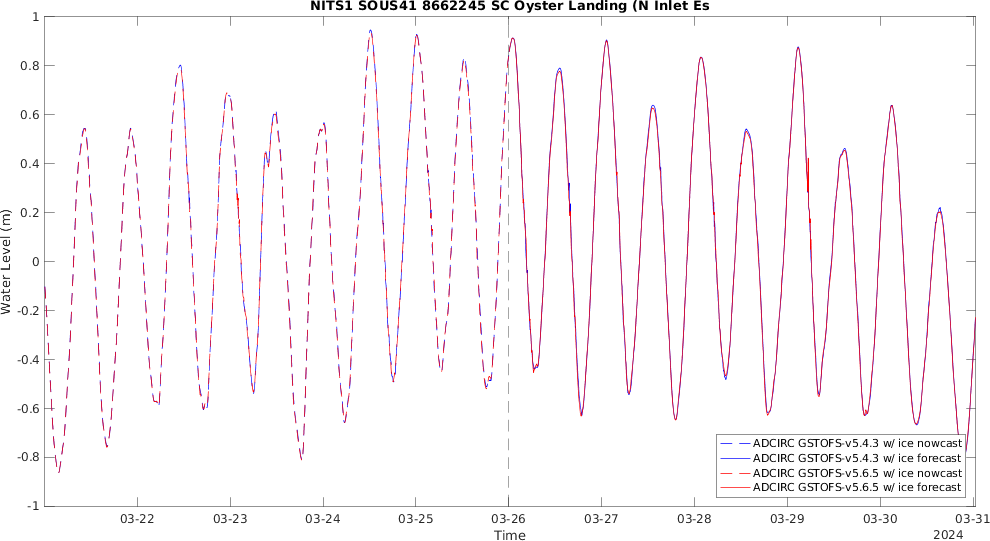 NITS1 SOUS41 8662245 SC Oyster Landing (N Inlet Es
1
0.8
0.6
0.4
0.2
0
-0.2
-0.4
-0.6
-0.8
-1
Water Level (m)
ADCIRC GSTOFS-v5.4.3 w/ ice nowcast
ADCIRC GSTOFS-v5.4.3 w/ ice forecast
ADCIRC GSTOFS-v5.6.5 w/ ice nowcast
ADCIRC GSTOFS-v5.6.5 w/ ice forecast
03-22 03-23 03-24 03-25 03-26 03-27 03-28 03-29 03-30 03-31
Time
2024